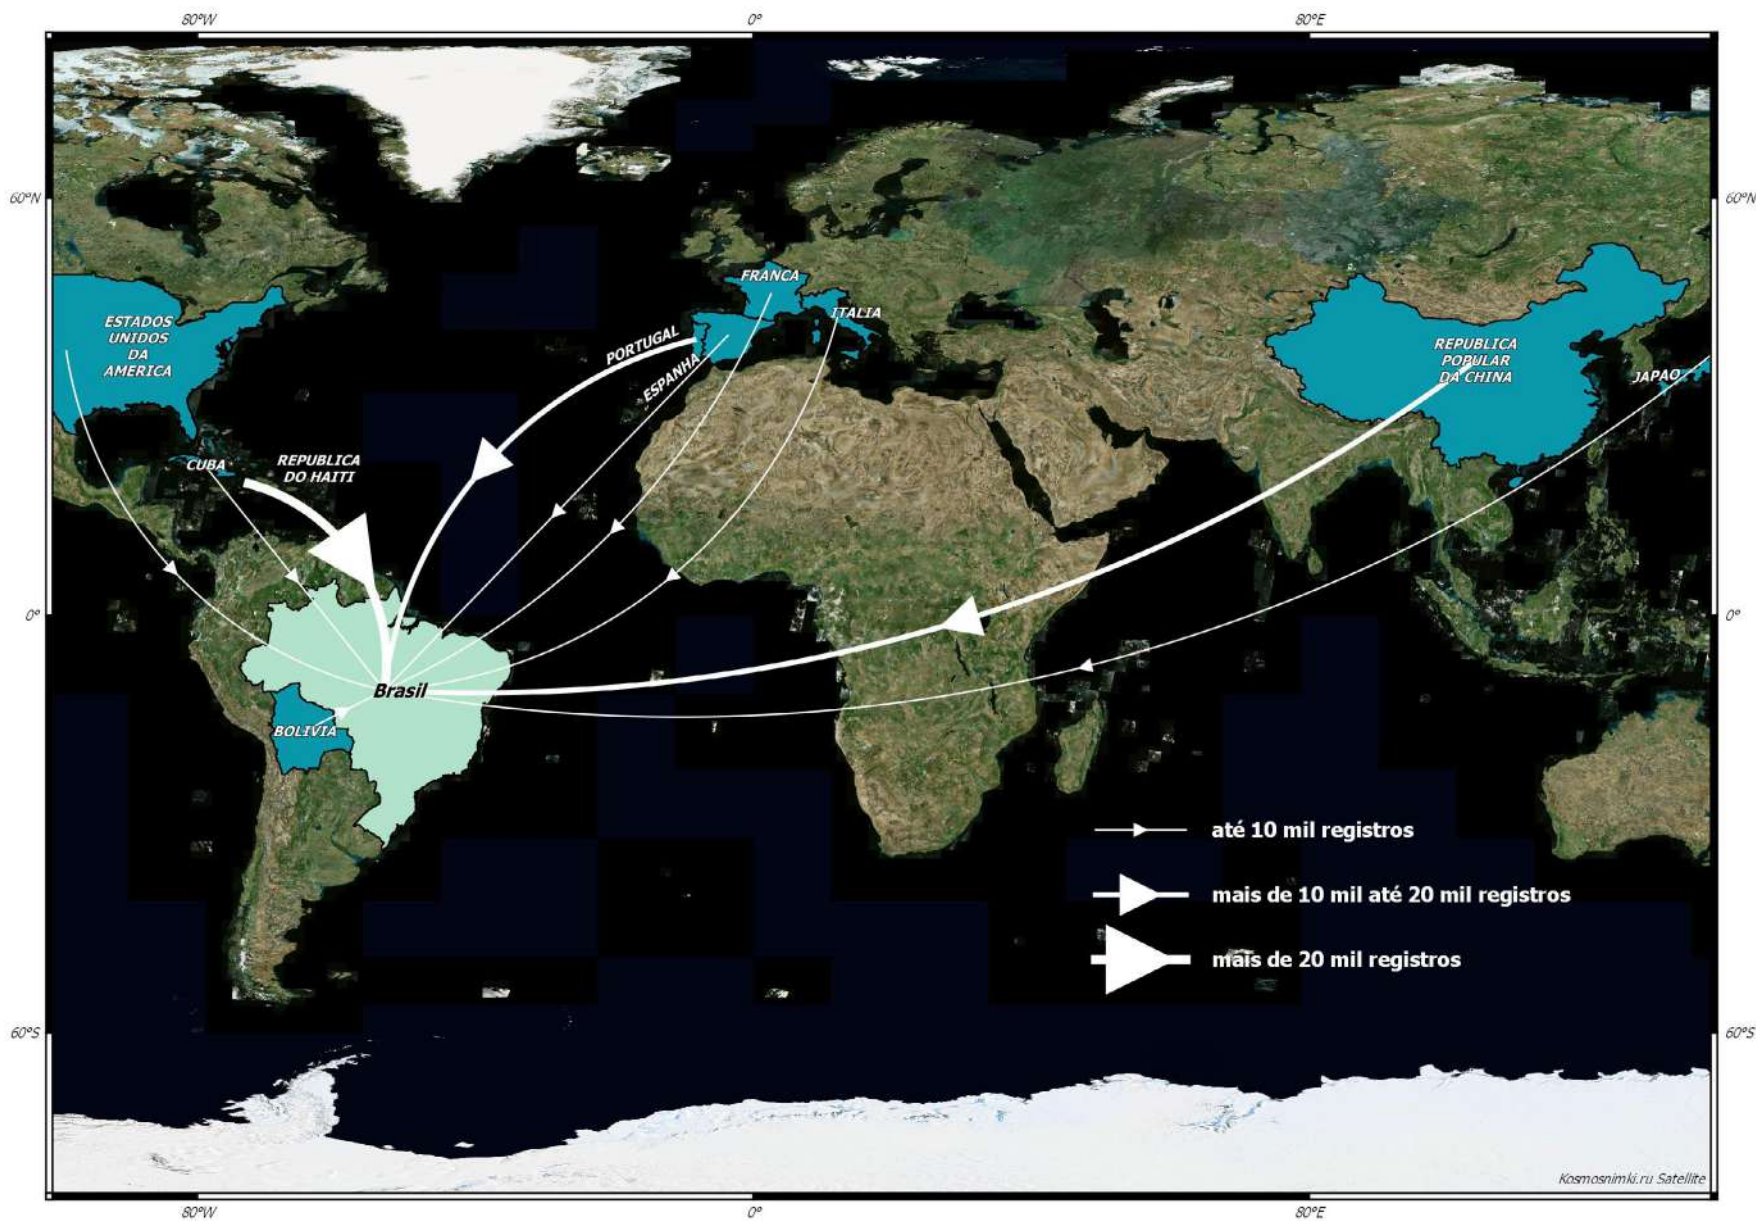 80°W
0°
80°E
60°N
60°N
FRANCA
ITALIA
ESTADOS
UNIDOS
DA
AMERICA
PORTUGAL
ESPANHA
REPUBLICA
POPULAR
DA CHINA
JAPAO
CUBA
REPUBLICA
DO HAITI
0°
0°
Brasil
BOLIVIA
até 10 mil registros
mais de 10 mil até 20 mil registros
mais de 20 mil registros
60°S
60°S
Kosmosnimki.ru Satellite
80°W
0°
80°E